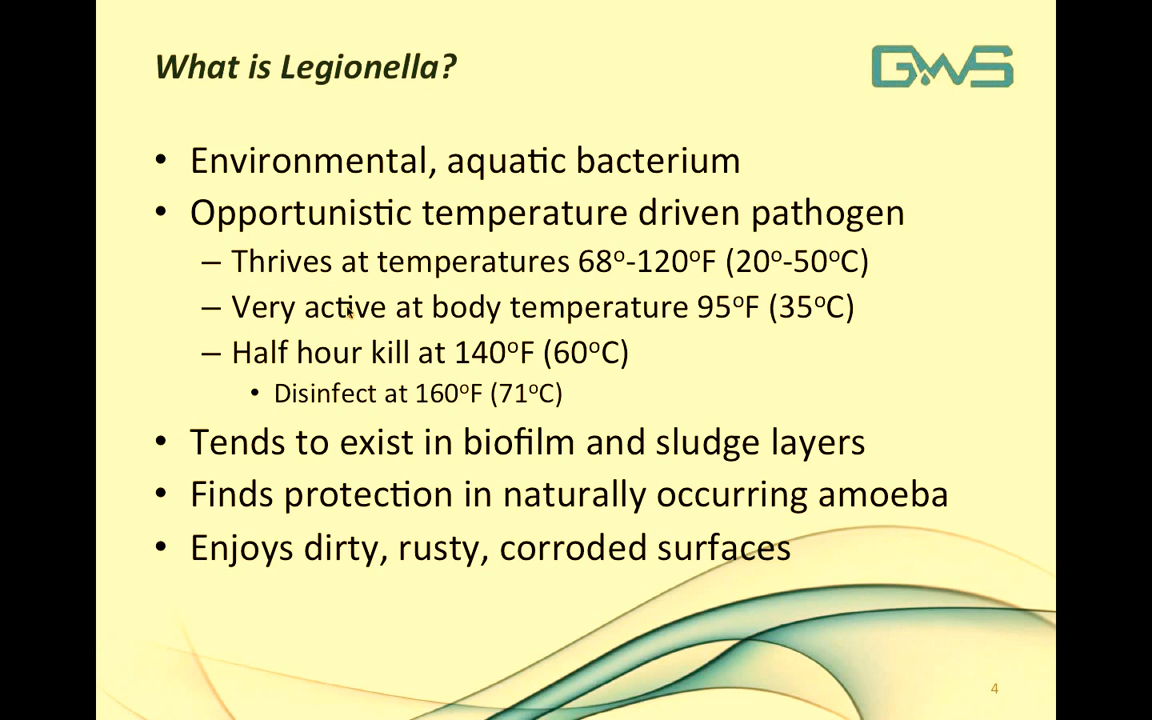 What is Legionella?
GWS
• Environmental, aquatic bacterium
• Opportunistic temperature driven pathogen
– Thrives at temperatures 68º-120ºF (20º-50ºC)
– Very active at body temperature 95ºF (35ºC)
– Half hour kill at 140ºF (60ºC)
• Disinfect at 160ºF (71ºC)
• Tends to exist in biofilm and sludge layers
• Finds protection in naturally occurring amoeba
• Enjoys dirty, rusty, corroded surfaces
4